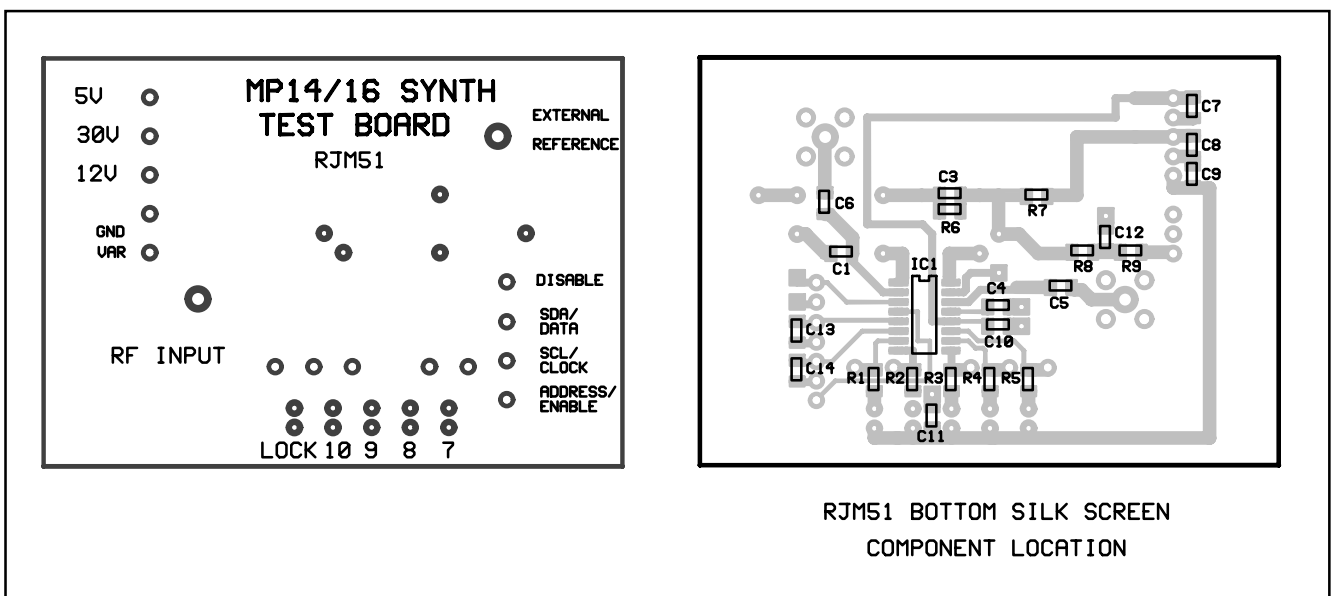 MP14/16 SYNTH
TEST BOARD
RJM51
5V
30V
12V
GND
VAR
EXTERNAL
REFERENCE
RF INPUT
DISABLE
SDA/
DATA
SCL/
CLOCK
ADDRESS/
ENABLE
LOCK 10 9 8 7
C7
C8
C9
C3
R6
R7
C6
C12
C1
IC1
R8 R9
C4
C5
C10
C13
C14
R1 R2 R3 R4 R5
C11
RJM51 BOTTOM SILK SCREEN
COMPONENT LOCATION